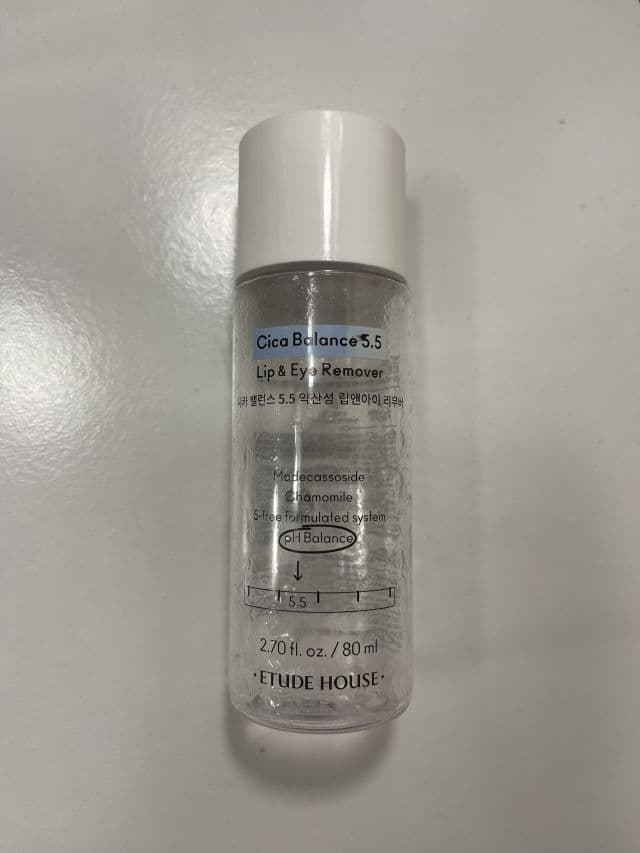 Cica Balance 5.5
Lip & Eye Remover
시카 밸런스 5.5 약산성 립앤아이 리무버
Madecassoside
Chamomile
5-free formulated system
pH Balance
5.5
2.70 fl. oz. / 80 ml
·ETUDE HOUSE·